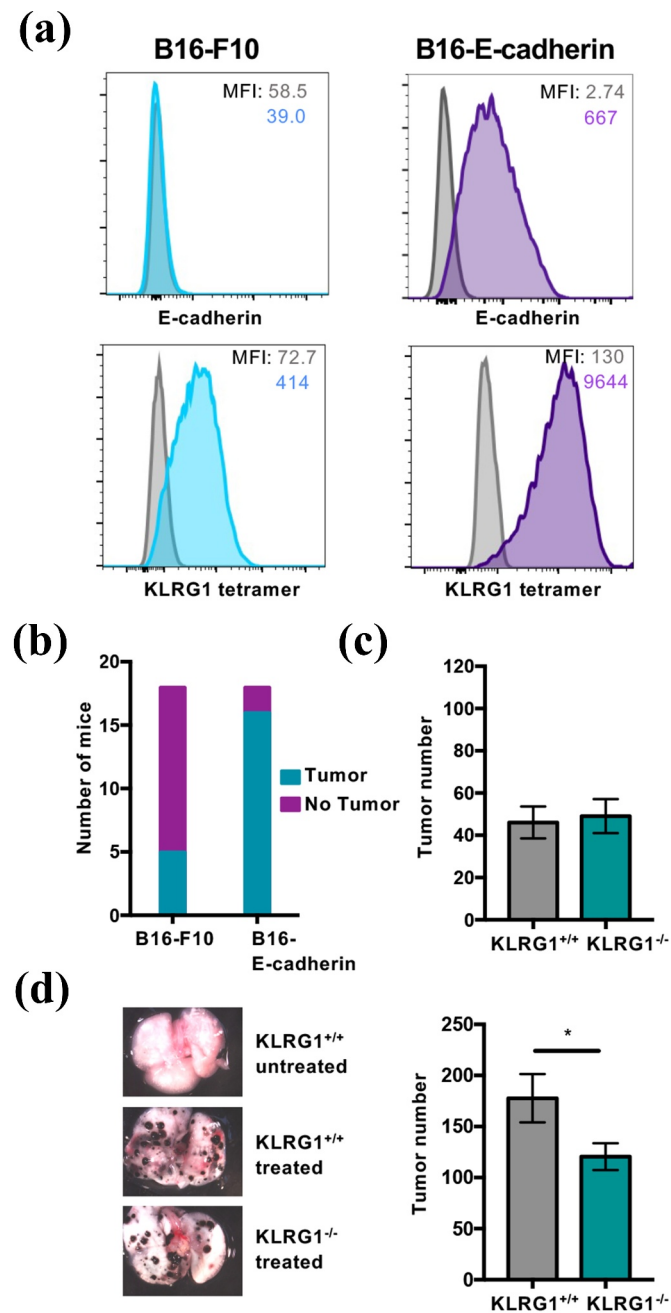 (a)
B16-F10
B16-E-cadherin
MFI: 58.5
39.0
MFI: 2.74
667
E-cadherin
E-cadherin
MFI: 72.7
414
MFI: 130
9644
KLRG1 tetramer
KLRG1 tetramer
(b)
(c)
20
15
10
5
0
Number of mice
Tumor
No Tumor
B16-F10
B16-
E-cadherin
120
100
80
60
40
20
0
Tumor number
KLRG1+/+ KLRG1-/-
(d)
KLRG1+/+
untreated
KLRG1+/+
treated
KLRG1-/-
treated
250
200
150
100
50
0
Tumor number
*
KLRG1+/+ KLRG1-/-